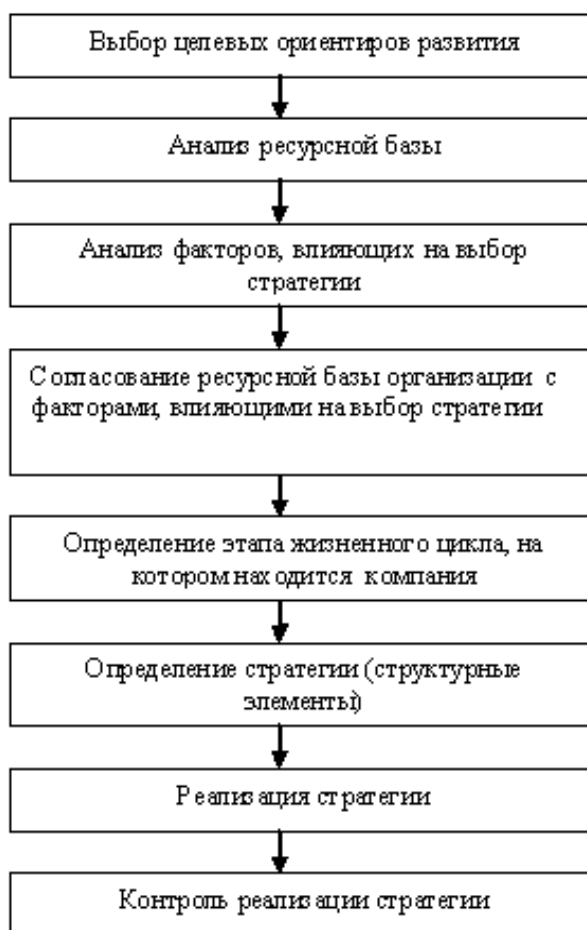 Выбор целевых ориентиров развития
Анализ ресурсной базы
Анализ факторов, влияющих на выбор
стратегии
Согласование ресурсной базы организации с
факторами, влияющими на выбор стратегии
Определение этапа жизненного цикла, на
котором находится компания
Определение стратегии (структурные
элементы)
Реализация стратегии
Контроль реализации стратегии